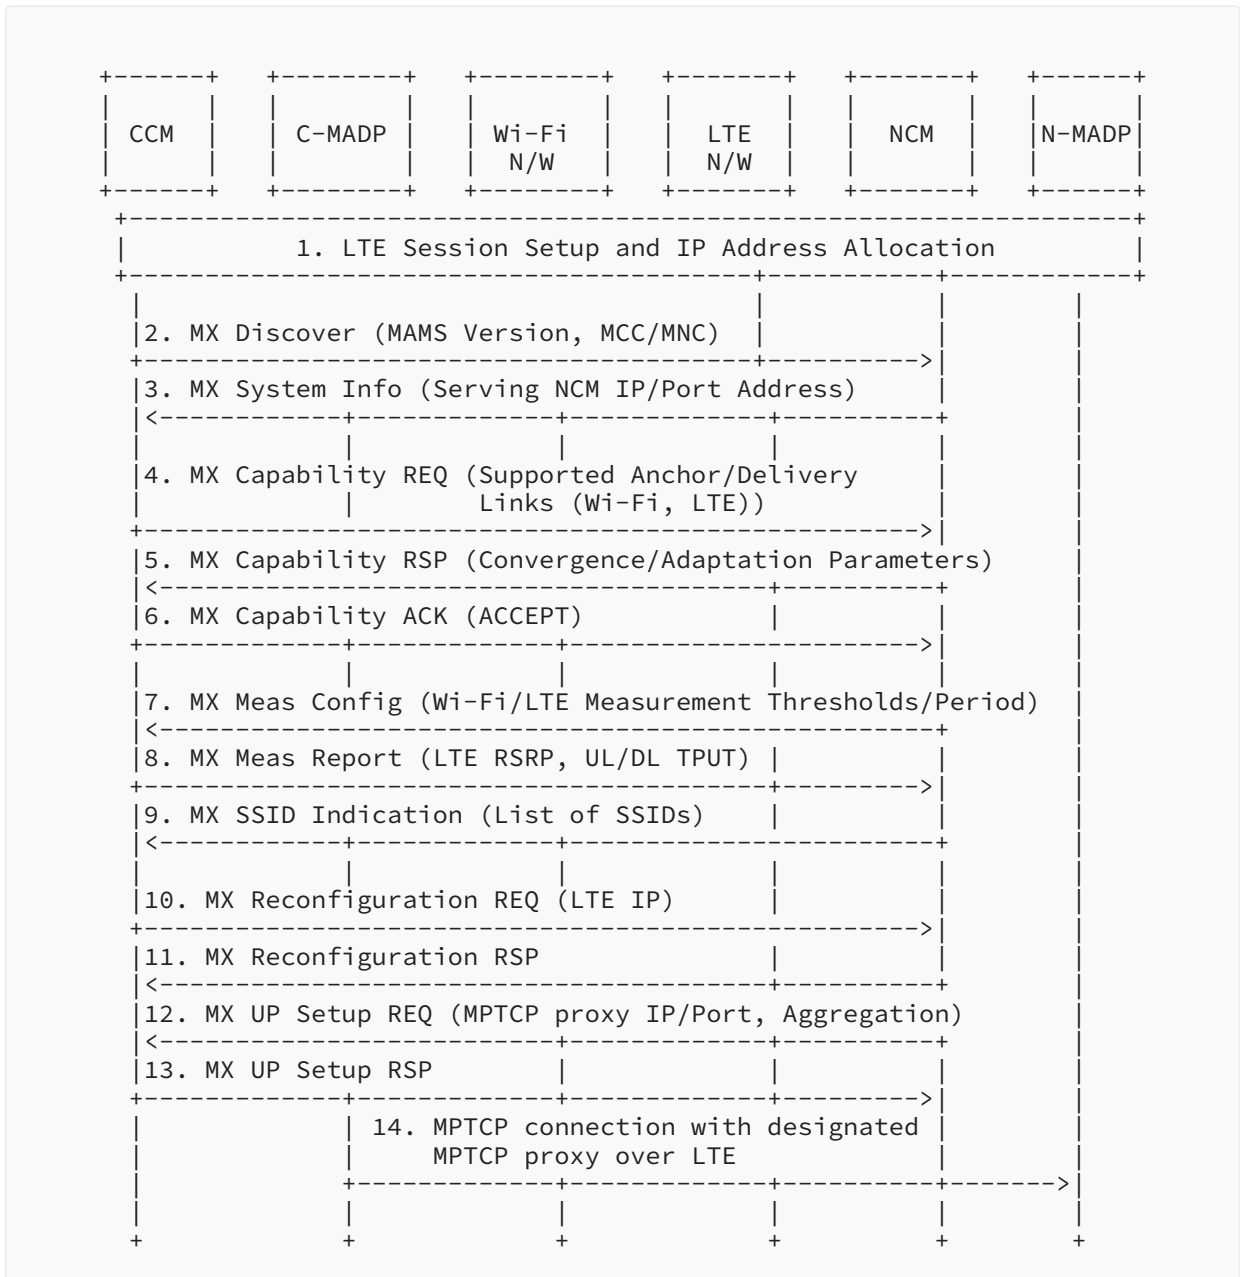 CCM C-MADP Wi-Fi LTE NCM N-MADP
N/W N/W
1. LTE Session Setup and IP Address Allocation
2. MX Discover (MAMS Version, MCC/MNC)
3. MX System Info (Serving NCM IP/Port Address)
4. MX Capability REQ (Supported Anchor/Delivery
Links (Wi-Fi, LTE))
5. MX Capability RSP (Convergence/Adaptation Parameters)
6. MX Capability ACK (ACCEPT)
7. MX Meas Config (Wi-Fi/LTE Measurement Thresholds/Period)
8. MX Meas Report (LTE RSRP, UL/DL TPUT)
9. MX SSID Indication (List of SSIDs)
10. MX Reconfiguration REQ (LTE IP)
11. MX Reconfiguration RSP
12. MX UP Setup REQ (MPTCP proxy IP/Port, Aggregation)
13. MX UP Setup RSP
14. MPTCP connection with designated
MPTCP proxy over LTE